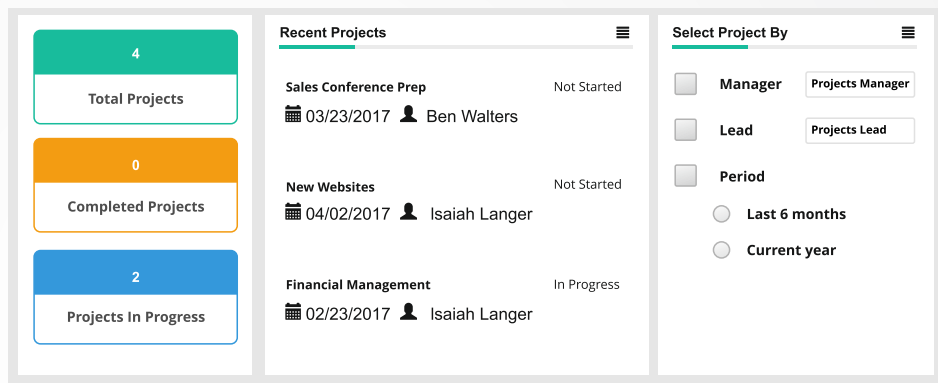 4
Total Projects
0
Completed Projects
2
Projects In Progress
Recent Projects
Sales Conference Prep Not Started
03/23/2017 Ben Walters
New Websites Not Started
04/02/2017 Isaiah Langer
Financial Management In Progress
02/23/2017 Isaiah Langer
Select Project By
Manager Projects Manager
Lead Projects Lead
Period
Last 6 months
Current year